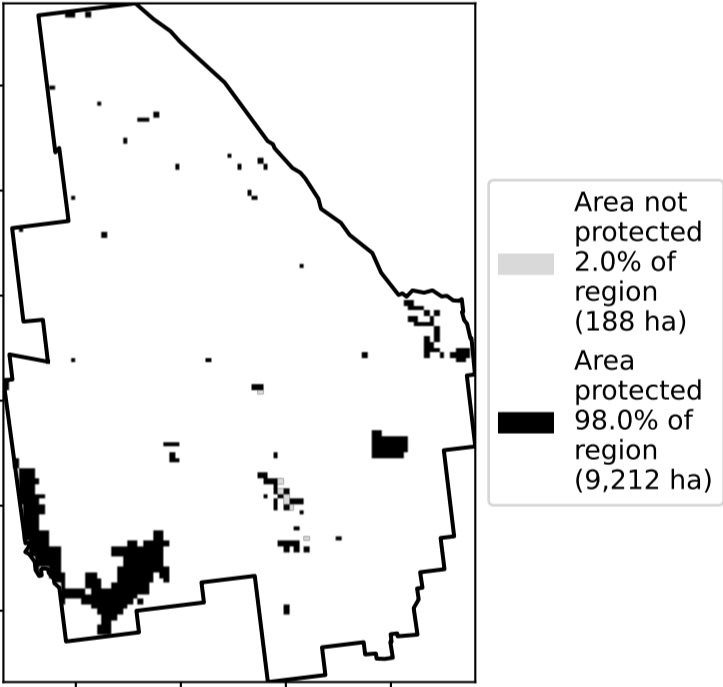 Area not
protected
2.0% of
region
(188 ha)
Area
protected
98.0% of
region
(9,212 ha)